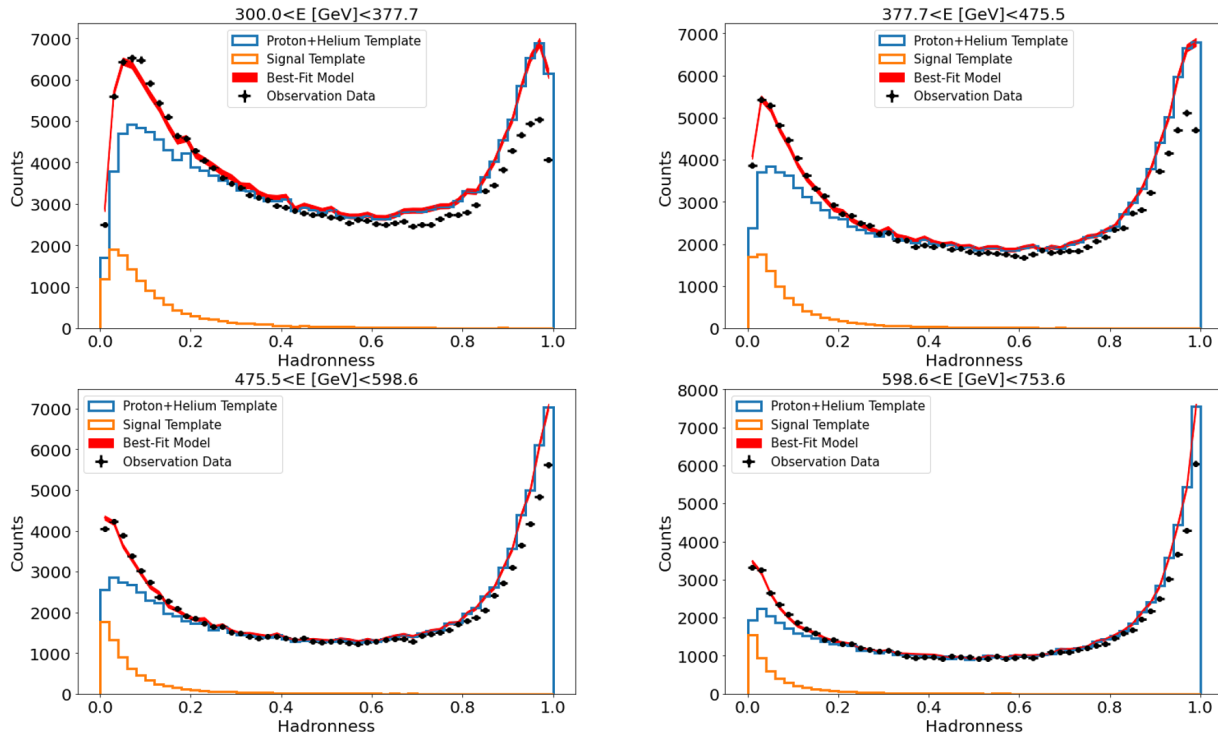 300.0<E [GeV]<377.7
Counts
7000
6000
5000
4000
3000
2000
1000
0
Proton+Helium Template
Signal Template
Best-Fit Model
Observation Data
0.0 0.2 0.4 0.6 0.8 1.0
Hadronness
377.7<E [GeV]<475.5
Counts
7000
6000
5000
4000
3000
2000
1000
0
Proton+Helium Template
Signal Template
Best-Fit Model
Observation Data
0.0 0.2 0.4 0.6 0.8 1.0
Hadronness
475.5<E [GeV]<598.6
Counts
7000
6000
5000
4000
3000
2000
1000
0
Proton+Helium Template
Signal Template
Best-Fit Model
Observation Data
0.0 0.2 0.4 0.6 0.8 1.0
Hadronness
598.6<E [GeV]<753.6
Counts
8000
7000
6000
5000
4000
3000
2000
1000
0
Proton+Helium Template
Signal Template
Best-Fit Model
Observation Data
0.0 0.2 0.4 0.6 0.8 1.0
Hadronness